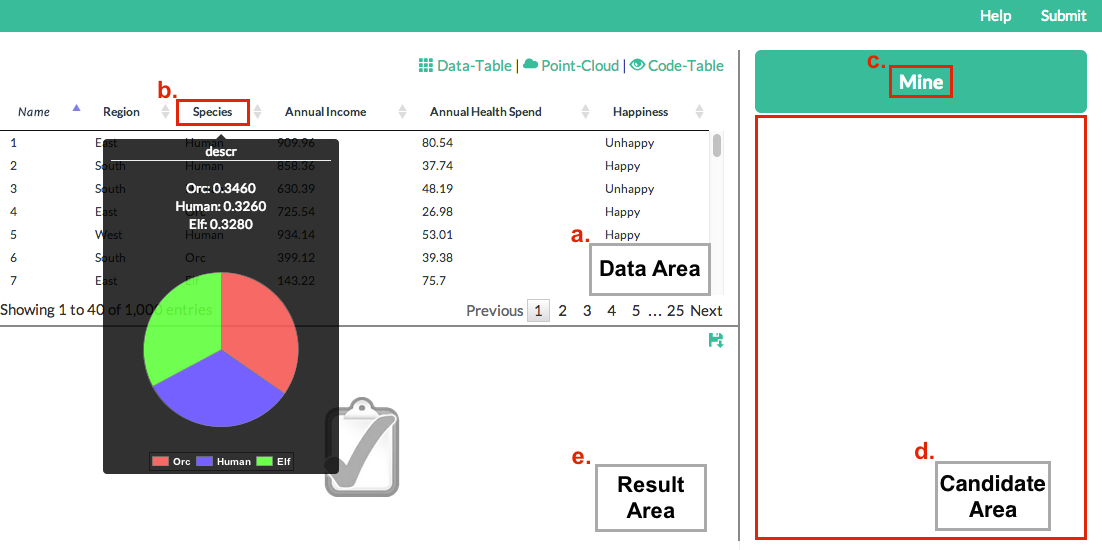 Help Submit
Data-Table | Point-Cloud | Code-Table
c.
Mine
b.
Name Region Species Annual Income Annual Health Spend Happiness
1 East Human 909.96 80.54 Unhappy
descr
2 South Human 858.36 37.74 Happy
3 South 630.39 48.19 Unhappy
Orc: 0.3460
Human: 0.3260
Elf: 0.3280
4 East Orc 725.54 26.98 Happy
5 West Human 934.14 53.01 Happy
6 South Orc 399.12 39.38
7 East Elf 143.22 75.7
a.
Data Area
Showing 1 to 40 of 1,000 entries
Previous 1 2 3 4 5 ... 25 Next
Orc Human Elf
e.
Result
Area
d.
Candidate
Area